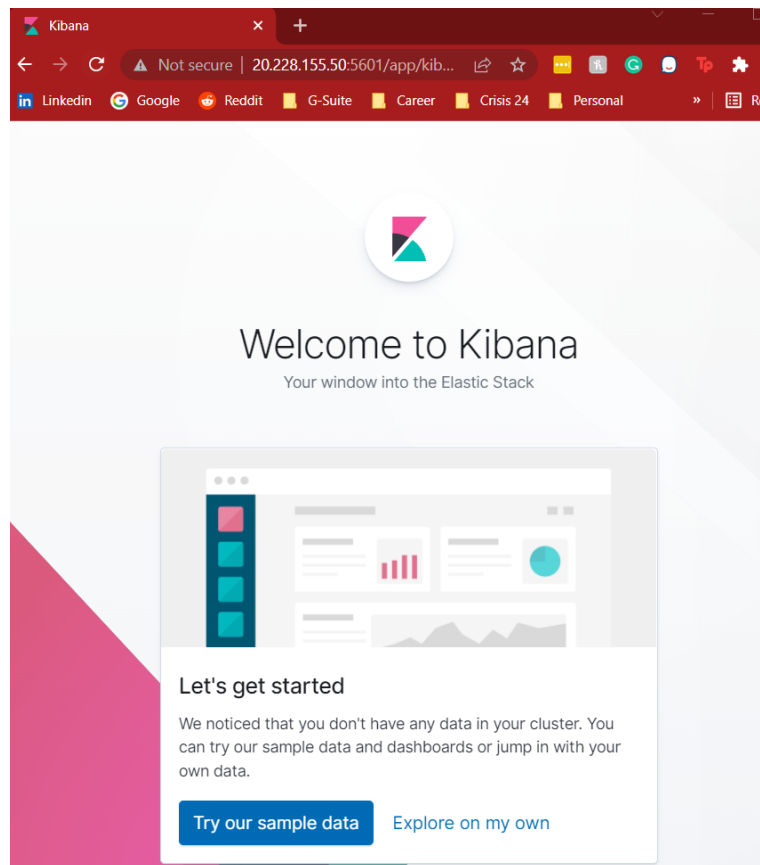 Kibana
Not secure | 20.228.155.50:5601/app/kib...
Linkedin Google Reddit G-Suite Career Crisis 24 Personal »
Welcome to Kibana
Your window into the Elastic Stack
Let's get started
We noticed that you don't have any data in your cluster. You
can try our sample data and dashboards or jump in with your
own data.
Try our sample data Explore on my own